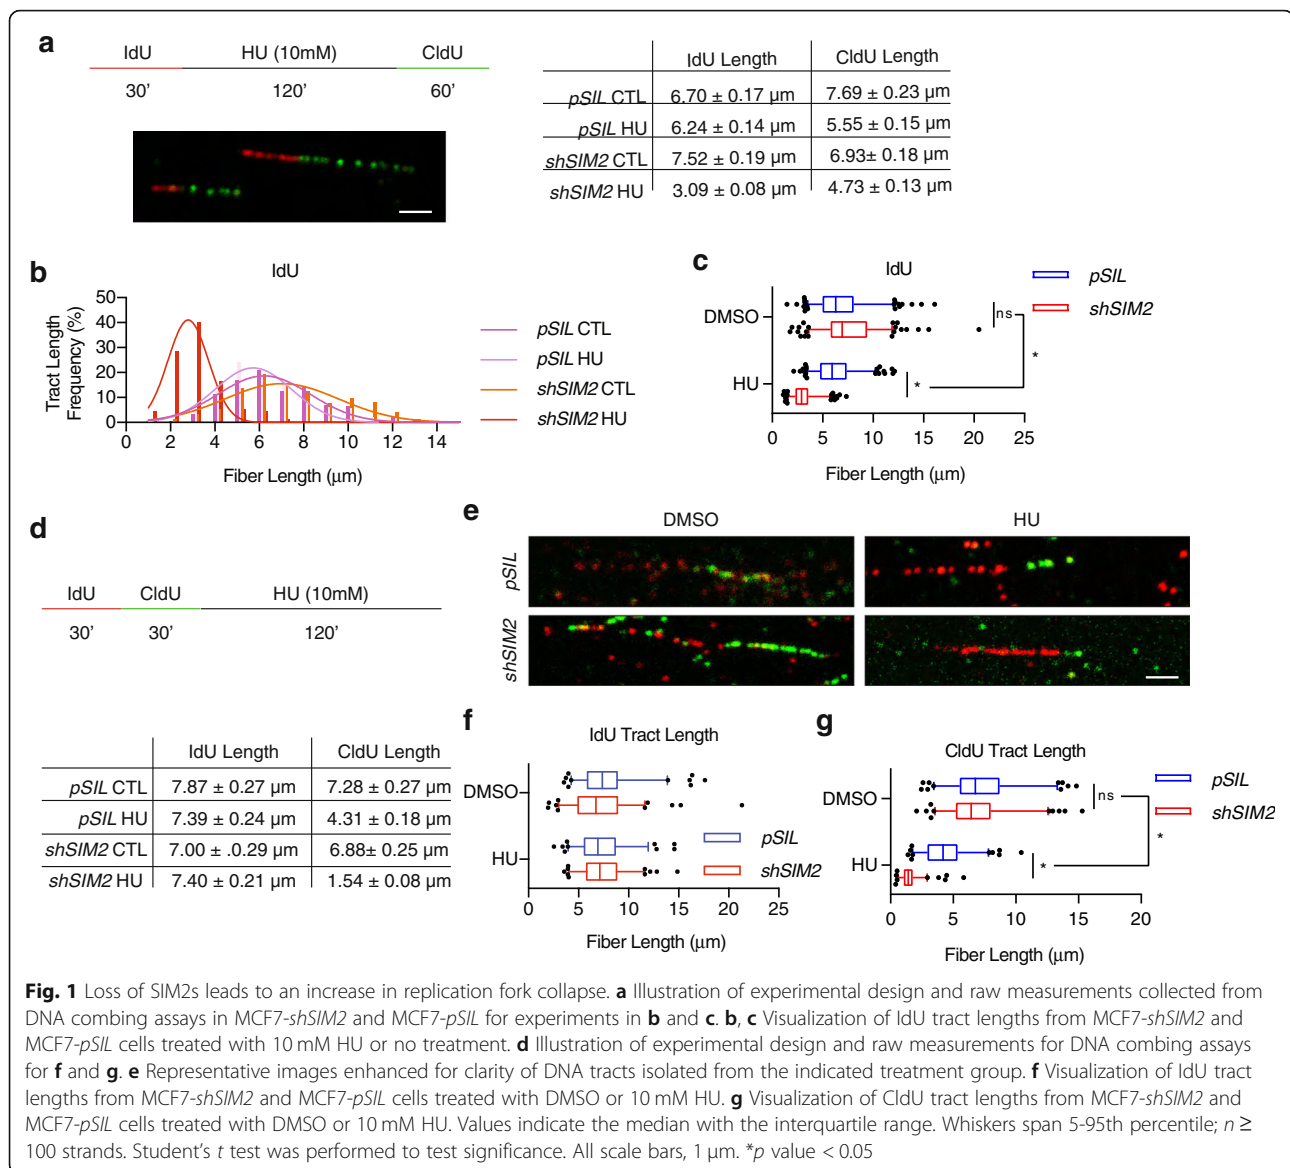 a
IdU HU (10mM) CldU
30’ 120’ 60’
IdU Length CldU Length
pSIL CTL 6.70 ± 0.17 µm 7.69 ± 0.23 µm
pSIL HU 6.24 ± 0.14 µm 5.55 ± 0.15 µm
shSIM2 CTL 7.52 ± 0.19 µm 6.93± 0.18 µm
shSIM2 HU 3.09 ± 0.08 µm 4.73 ± 0.13 µm
b
IdU
Tract Length
Frequency (%)
50
40
30
20
10
0
0 2 4 6 8 10 12 14
Fiber Length (µm)
pSIL CTL
pSIL HU
shSIM2 CTL
shSIM2 HU
c
IdU
pSIL
shSIM2
DMSO
HU
ns
*
*
0 5 10 15 20 25
Fiber Length (µm)
d
IdU CldU HU (10mM)
30’ 30’ 120’
IdU Length CldU Length
pSIL CTL 7.87 ± 0.27 µm 7.28 ± 0.27 µm
pSIL HU 7.39 ± 0.24 µm 4.31 ± 0.18 µm
shSIM2 CTL 7.00 ± .0.29 µm 6.88± 0.25 µm
shSIM2 HU 7.40 ± 0.21 µm 1.54 ± 0.08 µm
e
DMSO HU
pSIL
shSIM2
f
IdU Tract Length
DMSO
HU
pSIL
shSIM2
0 5 10 15 20 25
Fiber Length (µm)
g
CldU Tract Length
pSIL
shSIM2
DMSO
HU
ns
*
*
0 5 10 15 20
Fiber Length (µm)
Fig. 1 Loss of SIM2s leads to an increase in replication fork collapse. a Illustration of experimental design and raw measurements collected from
DNA combing assays in MCF7-shSIM2 and MCF7-pSIL for experiments in b and c. b, c Visualization of IdU tract lengths from MCF7-shSIM2 and
MCF7-pSIL cells treated with 10 mM HU or no treatment. d Illustration of experimental design and raw measurements for DNA combing assays
for f and g. e Representative images enhanced for clarity of DNA tracts isolated from the indicated treatment group. f Visualization of IdU tract
lengths from MCF7-shSIM2 and MCF7-pSIL cells treated with DMSO or 10 mM HU. g Visualization of CldU tract lengths from MCF7-shSIM2 and
MCF7-pSIL cells treated with DMSO or 10 mM HU. Values indicate the median with the interquartile range. Whiskers span 5-95th percentile; n ≥
100 strands. Student's t test was performed to test significance. All scale bars, 1 µm. *p value < 0.05